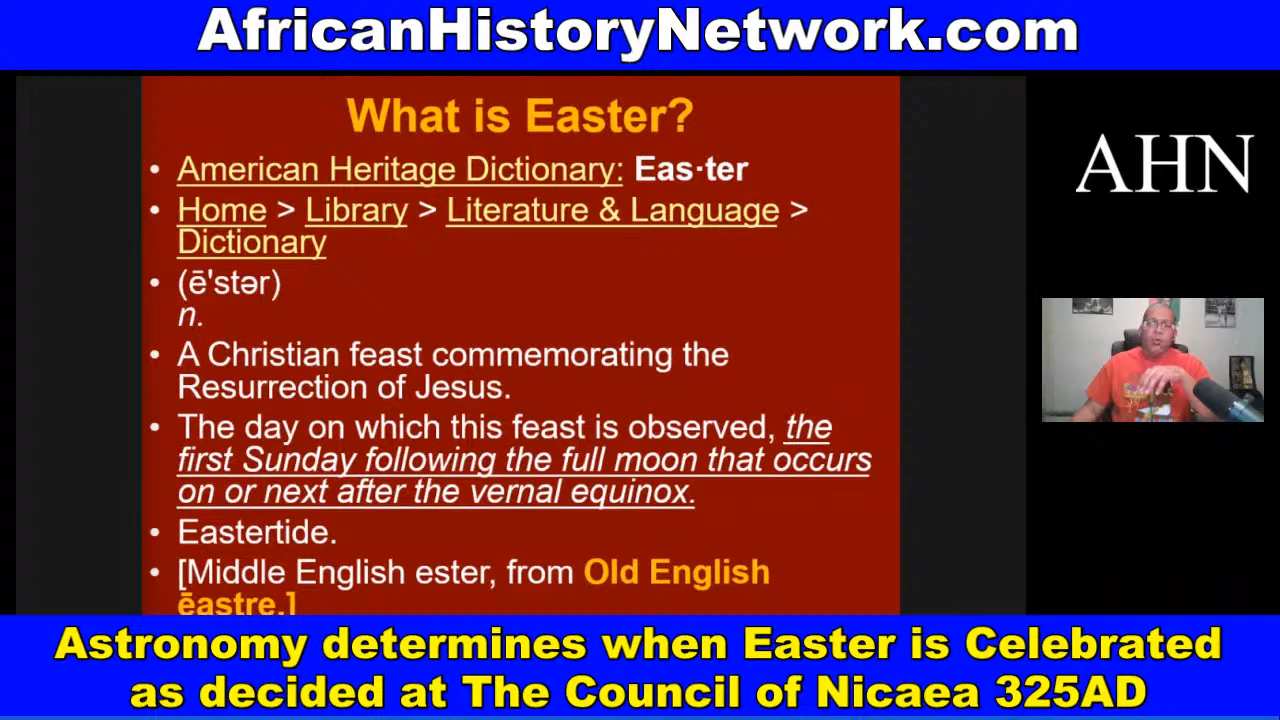 AfricanHistoryNetwork.com
What is Easter?
• American Heritage Dictionary: Eas·ter
• Home > Library > Literature & Language >
Dictionary
• (ē'stər)
n.
• A Christian feast commemorating the
Resurrection of Jesus.
• The day on which this feast is observed, the
first Sunday following the full moon that occurs
on or next after the vernal equinox.
• Eastertide.
• [Middle English ester, from Old English
ēastre.]
AHN
Astronomy determines when Easter is Celebrated
as decided at The Council of Nicaea 325AD